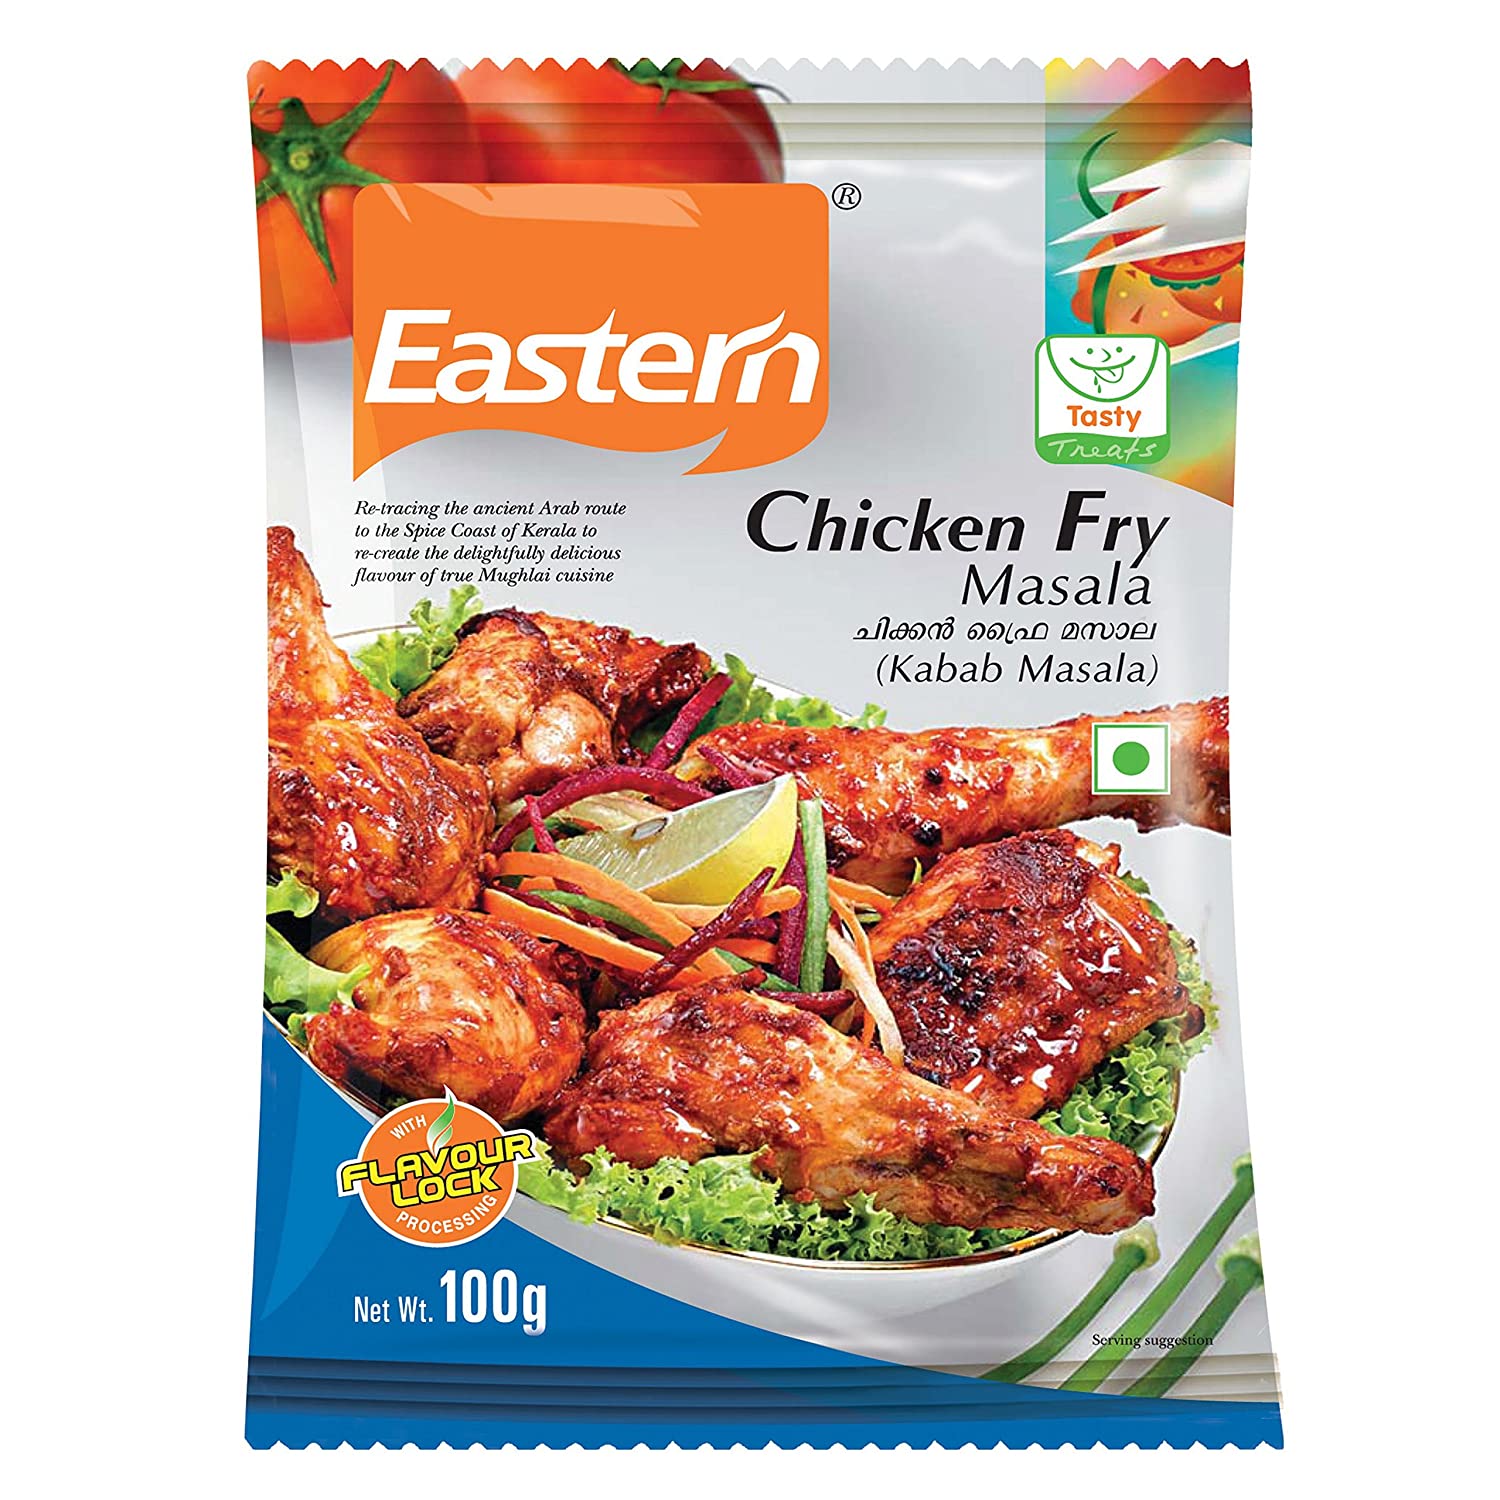 Eastern
®
Tasty
Treats
Re-tracing the ancient Arab route
to the Spice Coast of Kerala to
re-create the delightfully delicious
flavour of true Mughlai cuisine
Chicken Fry
Masala
ചിക്കൻ ഫ്രൈ മസാല
(Kabab Masala)
WITH
FLAVOUR
LOCK
PROCESSING
Net Wt. 100g
Serving suggestion